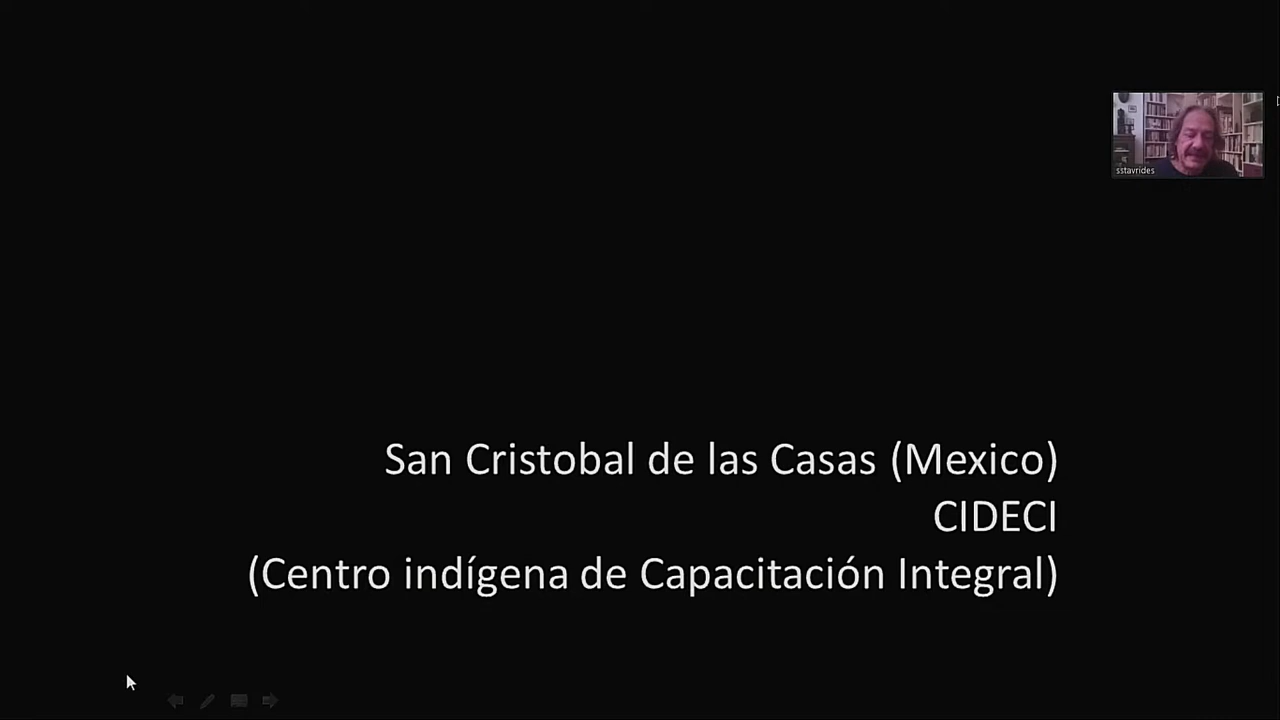 sstavrides
San Cristobal de las Casas (Mexico)
CIDECI
(Centro indígena de Capacitación Integral)